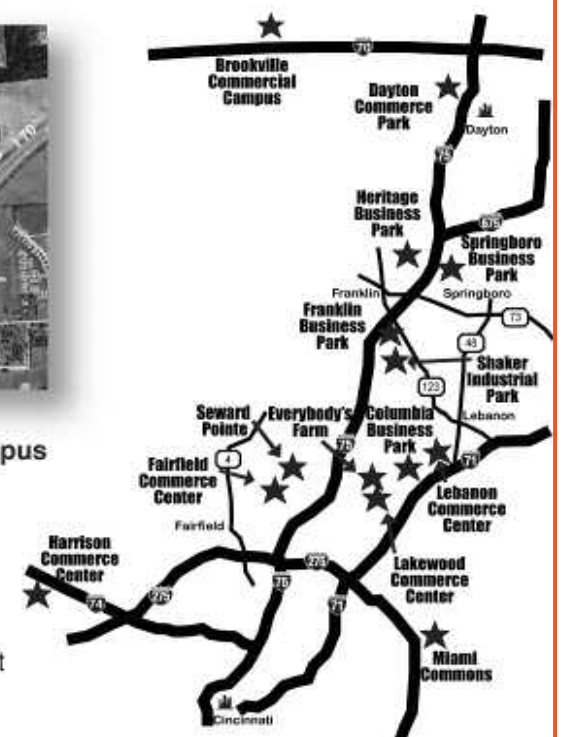 70
Brookville
Commercial
Campus
Dayton
Commerce
Park
Dayton
75
170
Heritage
Business
Park
675
Springboro
Business
Park
Franklin
Springboro
Franklin
Business
Park
73
48
Shaker
Industrial
Park
123
Lebanon
Seward
Pointe
Everybody's
Farm
Columbia
Business
Park
75
71
4
Fairfield
Commerce
Center
Lebanon
Commerce
Center
Fairfield
pus
Harrison
Commerce
Center
275
Lakewood
Commerce
Center
75
74
275
71
t
Miami
Commons
Cincinnati